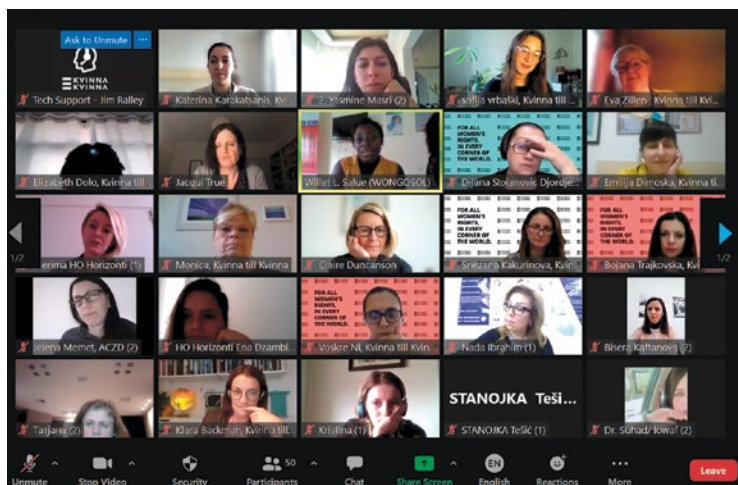 Ask to Unmute ...
KVINNA
KVINNA
Tech Support - Jim Ralley
Katerina Karakatsanis, Kvi...
2. Yasmine Masri (2)
sofija vrbaški, Kvinna till ...
Eva Zillén, Kvinna till Kvi...
Elizabeth Dolo, Kvinna till...
Jacqui True
Willet L. Salue (WONGOSOL)
FOR ALL
WOMEN'S
RIGHTS,
IN EVERY
CORNER OF
THE WORLD.
Dijana Stojanovic Djordje...
Emilija Dimoska, Kvinna ti...
1/2
erima HO Horizonti (1)
Monica, Kvinna till Kvinna
Claire Duncanson
FOR ALL
WOMEN'S
RIGHTS,
IN EVERY
CORNER OF
THE WORLD.
Snezana Kakurinova, Kvin...
FOR ALL
WOMEN'S
RIGHTS,
IN EVERY
CORNER OF
THE WORLD.
Bojana Trajkovska, Kvi
1/2
Jelena Memet, ACZD (2)
HO Horizonti Ena Dzambi...
FOR ALL
WOMEN'S
RIGHTS,
IN EVERY
CORNER OF
THE WORLD.
Voskre NI, Kvinna till Kvin...
Nada Ibrahim (1)
Bisera Kaftanova (2)
Татјана (2)
Klara Backman, Kvinna till...
Kristina (1)
STANOJKA Teši...
STANOJKA Tešić (1)
Dr. Suhad/ Iowaf (2)
Unmute
Stop Video
Security
50
Participants
Chat
Share Screen
EN
English
Reactions
More
Leave